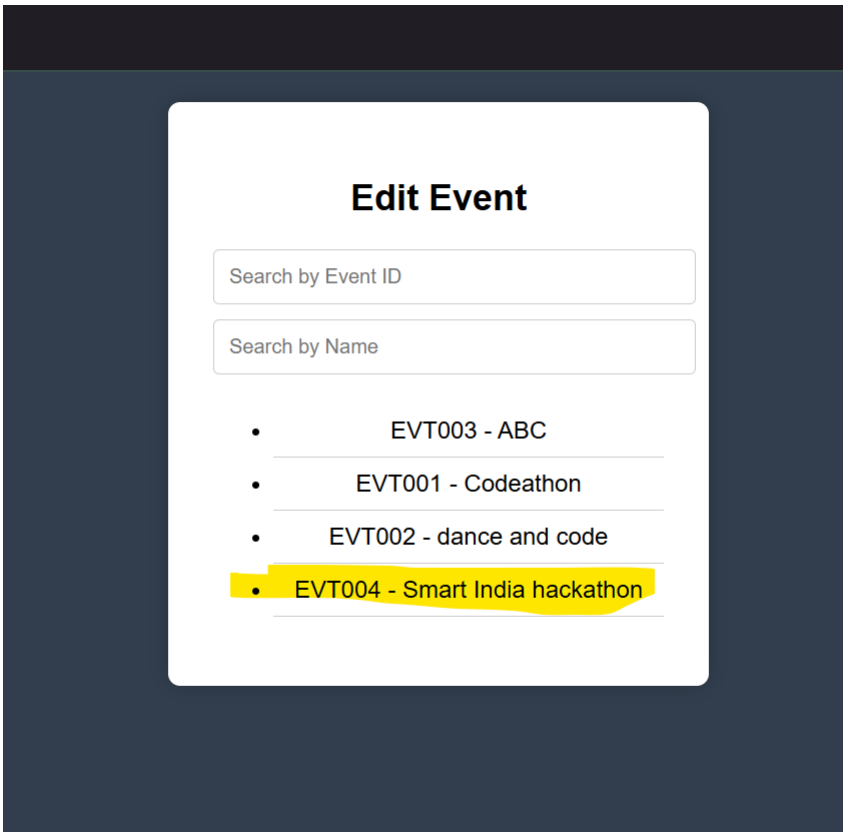 Edit Event
Search by Event ID
Search by Name
EVT003 - ABC
EVT001 - Codeathon
EVT002 - dance and code
EVT004 - Smart India hackathon